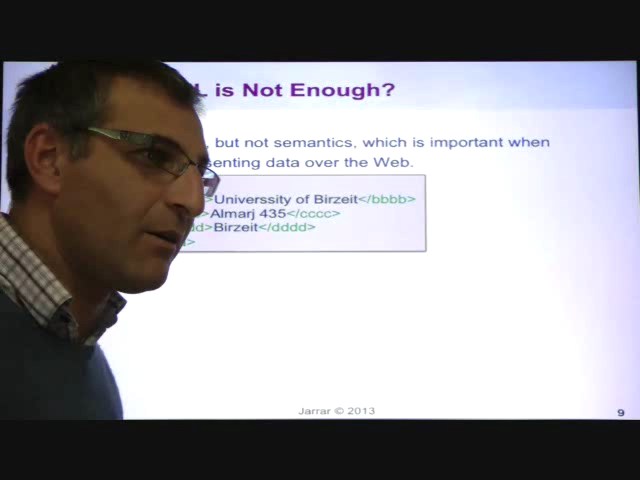 L is Not Enough?
, but not semantics, which is important when
senting data over the Web.
>Universsity of Birzeit</bbbb>
>Almarj 435</cccc>
d>Birzeit</dddd>
>
Jarrar © 2013
9